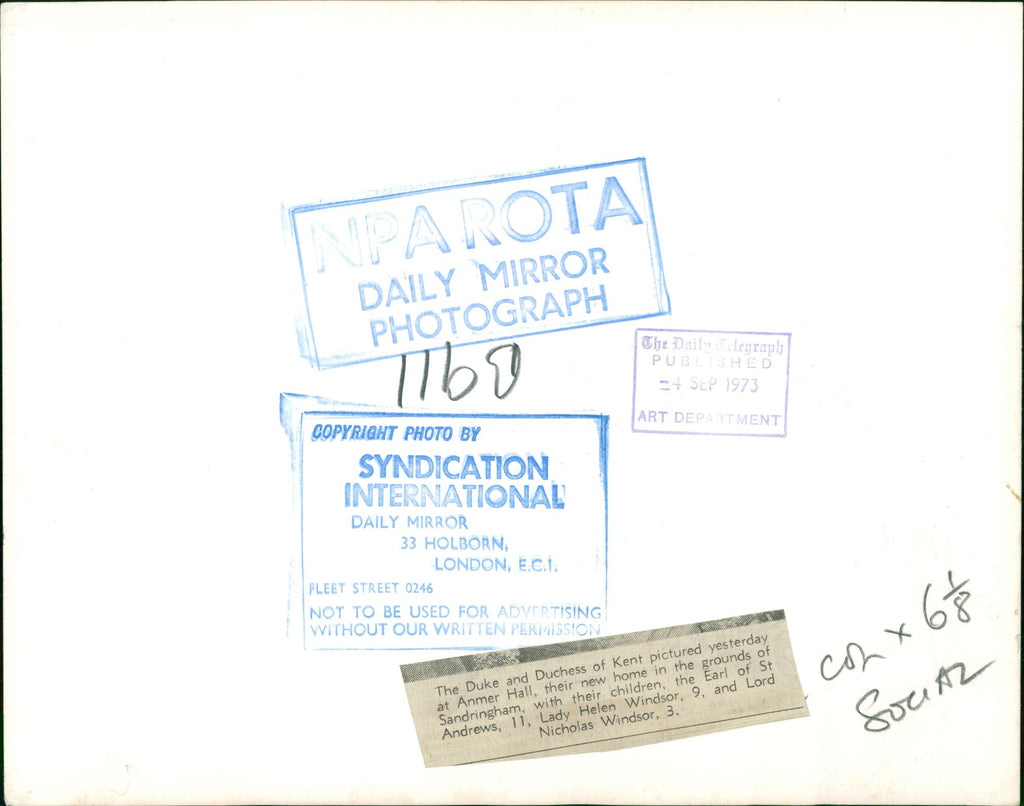 NPA ROTA
DAILY MIRROR
PHOTOGRAPH
1160
The Daily Telegraph
PUBLISHED
-4 SEP 1973
ART DEPARTMENT
COPYRIGHT PHOTO BY
SYNDICATION
INTERNATIONAL
DAILY MIRROR
33 HOLBORN,
LONDON, E.C.1.
FLEET STREET 0246
NOT TO BE USED FOR ADVERTISING
WITHOUT OUR WRITTEN PERMISSION
The Duke and Duchess of Kent pictured yesterday
at Anmer Hall, their new home in the grounds of
Sandringham, with their children, the Earl of St
Andrews, 11, Lady Helen Windsor, 9, and Lord
Nicholas Windsor, 3.
COL x 6 1/8
SOCIAL